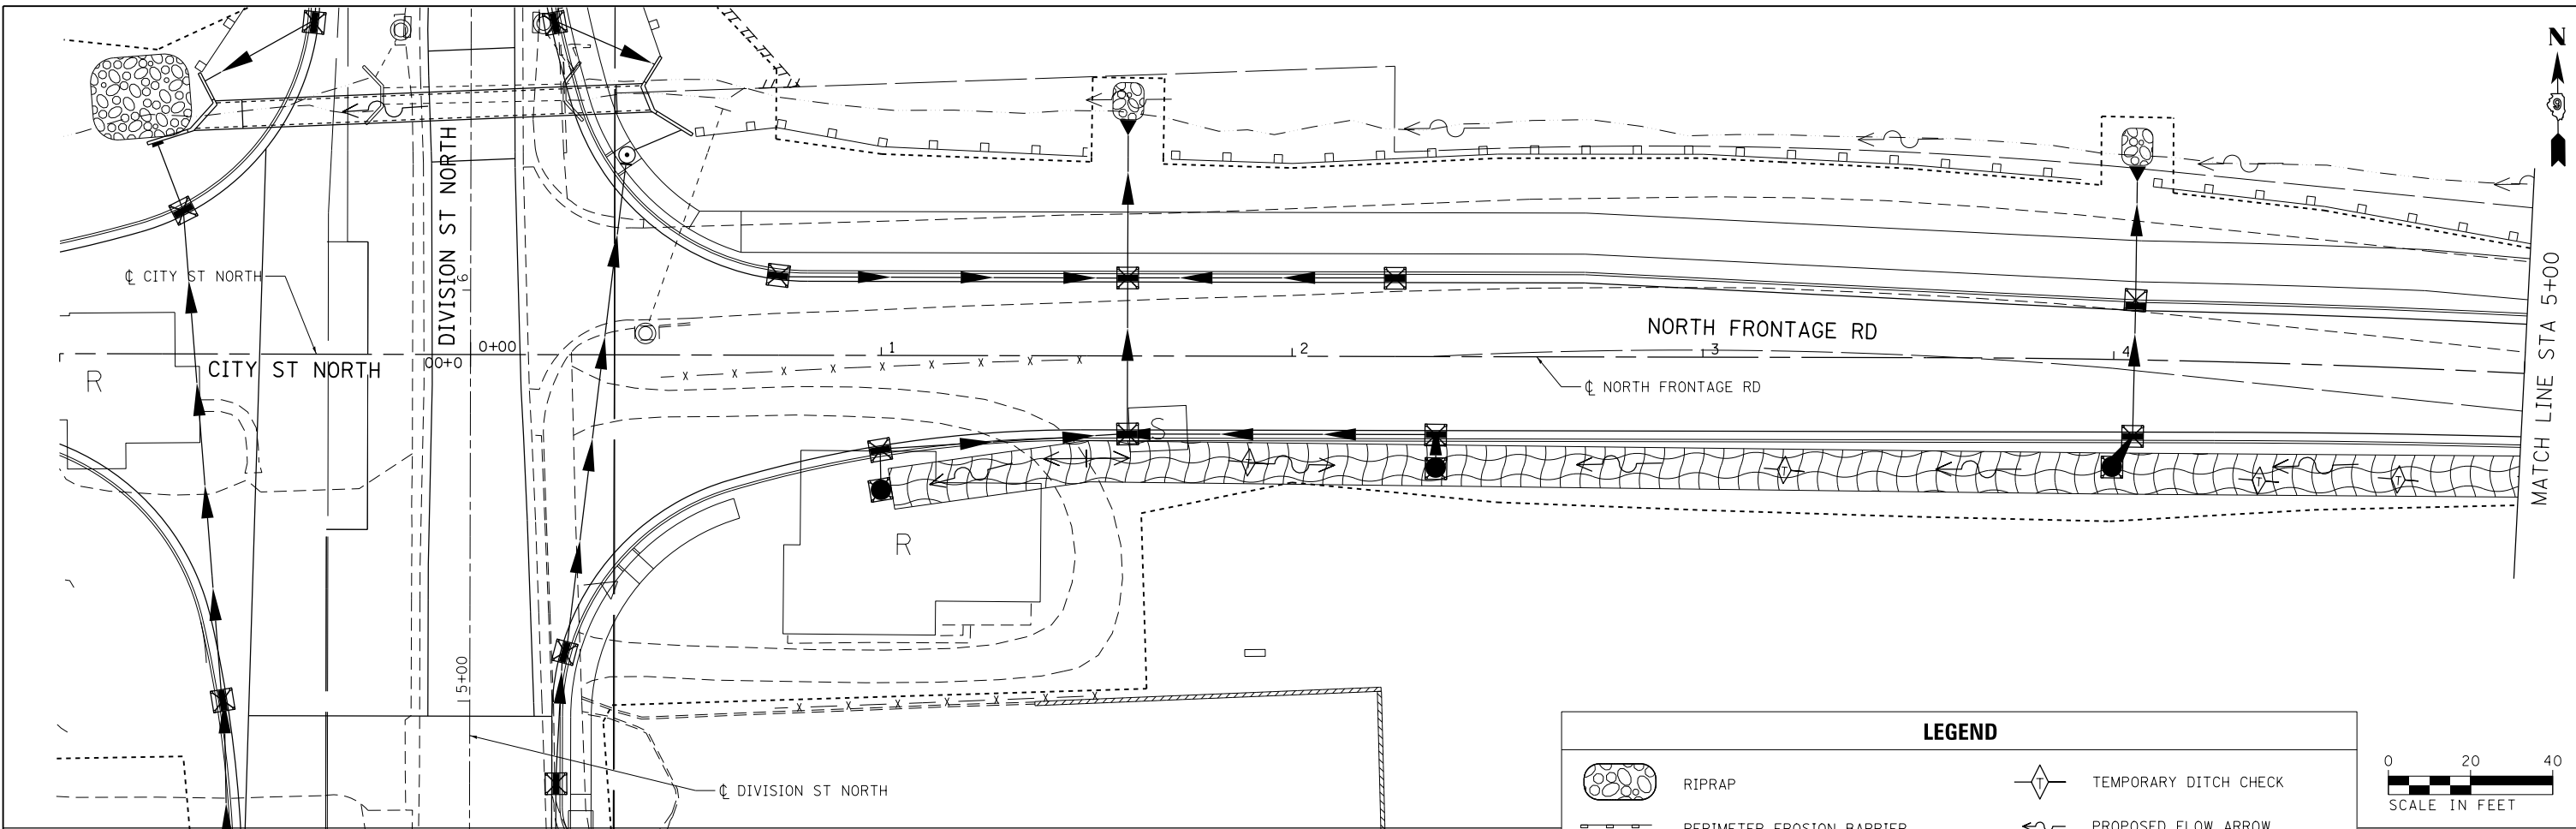 N
9
DIVISION ST NORTH
℄ CITY ST NORTH
6
MATCH LINE STA 5+00
NORTH FRONTAGE RD
0+00
1
2
3
4
00+0
CITY ST NORTH
R
℄ NORTH FRONTAGE RD
S
T
T
T
T
R
5+00
X X X X X X X X X
X X X X X X X
℄ DIVISION ST NORTH
LEGEND
RIPRAP
T
TEMPORARY DITCH CHECK
PERIMETER EROSION BARRIER
PROPOSED FLOW ARROW
0 20 40
SCALE IN FEET